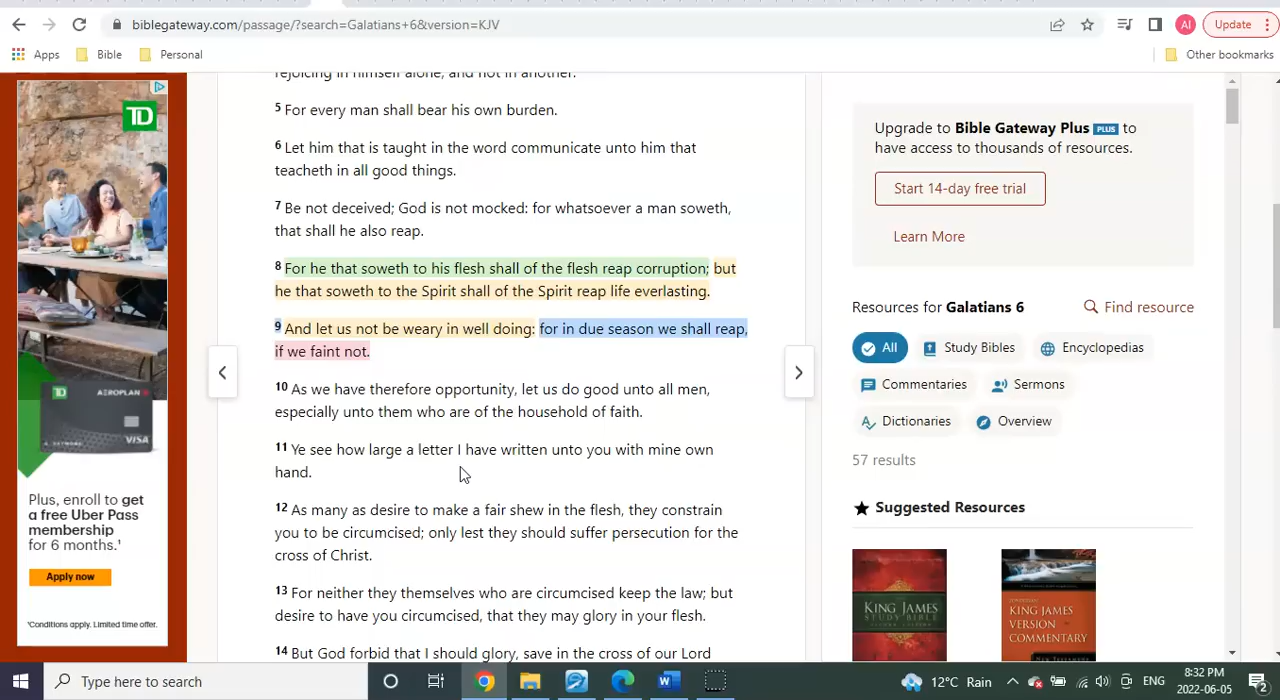 biblegateway.com/passage/?search=Galatians+6&version=KJV
AI
Update
Apps
Bible
Personal
Other bookmarks
rejoicing in himself alone, and not in another.
5 For every man shall bear his own burden.
6 Let him that is taught in the word communicate unto him that
teacheth in all good things.
7 Be not deceived; God is not mocked: for whatsoever a man soweth,
that shall he also reap.
8 For he that soweth to his flesh shall of the flesh reap corruption; but
he that soweth to the Spirit shall of the Spirit reap life everlasting.
9 And let us not be weary in well doing: for in due season we shall reap,
if we faint not.
10 As we have therefore opportunity, let us do good unto all men,
especially unto them who are of the household of faith.
11 Ye see how large a letter I have written unto you with mine own
hand.
12 As many as desire to make a fair shew in the flesh, they constrain
you to be circumcised; only lest they should suffer persecution for the
cross of Christ.
13 For neither they themselves who are circumcised keep the law; but
desire to have you circumcised, that they may glory in your flesh.
14 But God forbid that I should glory, save in the cross of our Lord
TD
TD
AEROPLAN
VISA
Plus, enroll to get
a free Uber Pass
membership
for 6 months.¹
Apply now
¹Conditions apply. Limited time offer.
Upgrade to Bible Gateway Plus PLUS to
have access to thousands of resources.
Start 14-day free trial
Learn More
Resources for Galatians 6
Find resource
All
Study Bibles
Encyclopedias
Commentaries
Sermons
Dictionaries
Overview
57 results
Suggested Resources
KING JAMES
STUDY BIBLE
KING JAMES
VERSION
COMMENTARY
Type here to search
12°C Rain
ENG
8:32 PM
2022-06-05
2